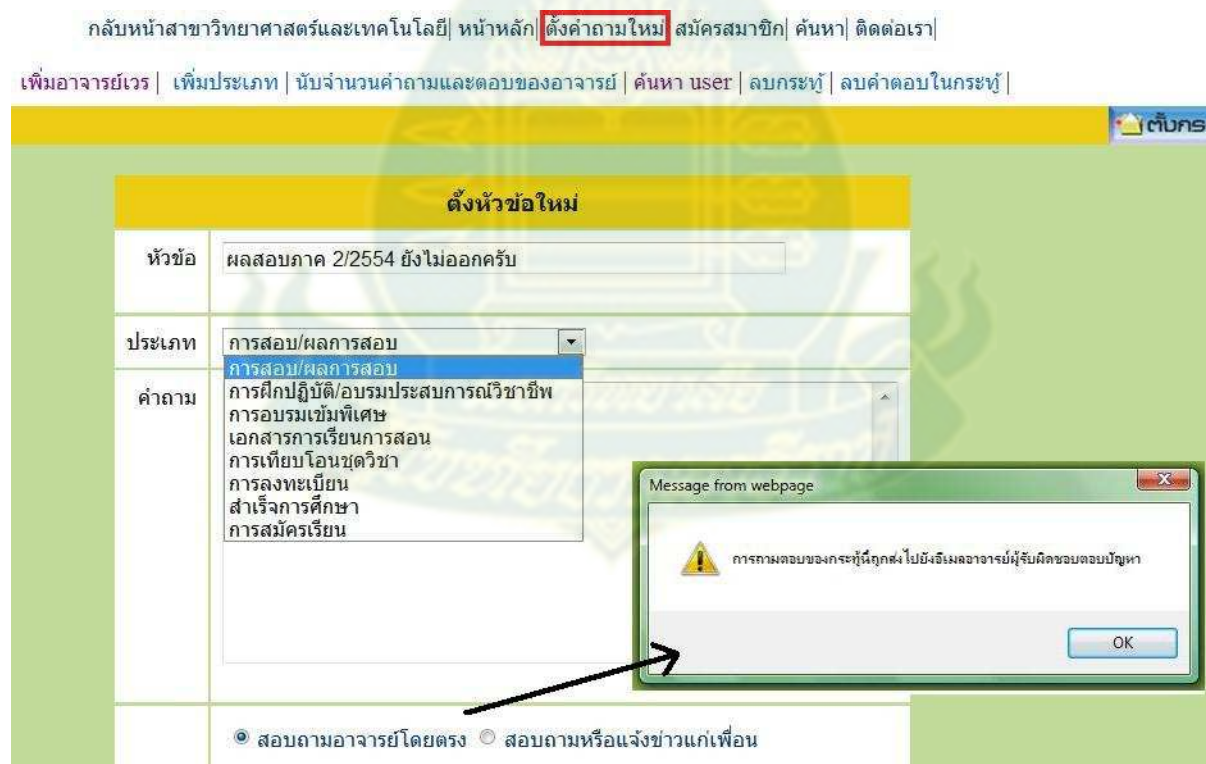 กลับหน้าสาขาวิทยาศาสตร์และเทคโนโลยี| หน้าหลัก| ตั้งคำถามใหม่| สมัครสมาชิก| ค้นหา| ติดต่อเรา|
เพิ่มอาจารย์เวร | เพิ่มประเภท | นับจำนวนคำถามและตอบของอาจารย์ | ค้นหา user | ลบกระทู้ | ลบคำตอบในกระทู้ |
ตั้งกร
ตั้งหัวข้อใหม่
หัวข้อ ผลสอบภาค 2/2554 ยังไม่ออกครับ
ประเภท การสอบ/ผลการสอบ
การสอบ/ผลการสอบ
คำถาม การฝึกปฏิบัติ/อบรมประสบการณ์วิชาชีพ
การอบรมเข้มพิเศษ
เอกสารการเรียนการสอน
การเทียบโอนชุดวิชา
การลงทะเบียน
สำเร็จการศึกษา
การสมัครเรียน
Message from webpage
การถามตอบของกระทู้นี้ถูกส่งไปยังอีเมลอาจารย์ผู้รับผิดชอบตอบปัญหา
OK
สอบถามอาจารย์โดยตรง สอบถามหรือแจ้งข่าวแก่เพื่อน